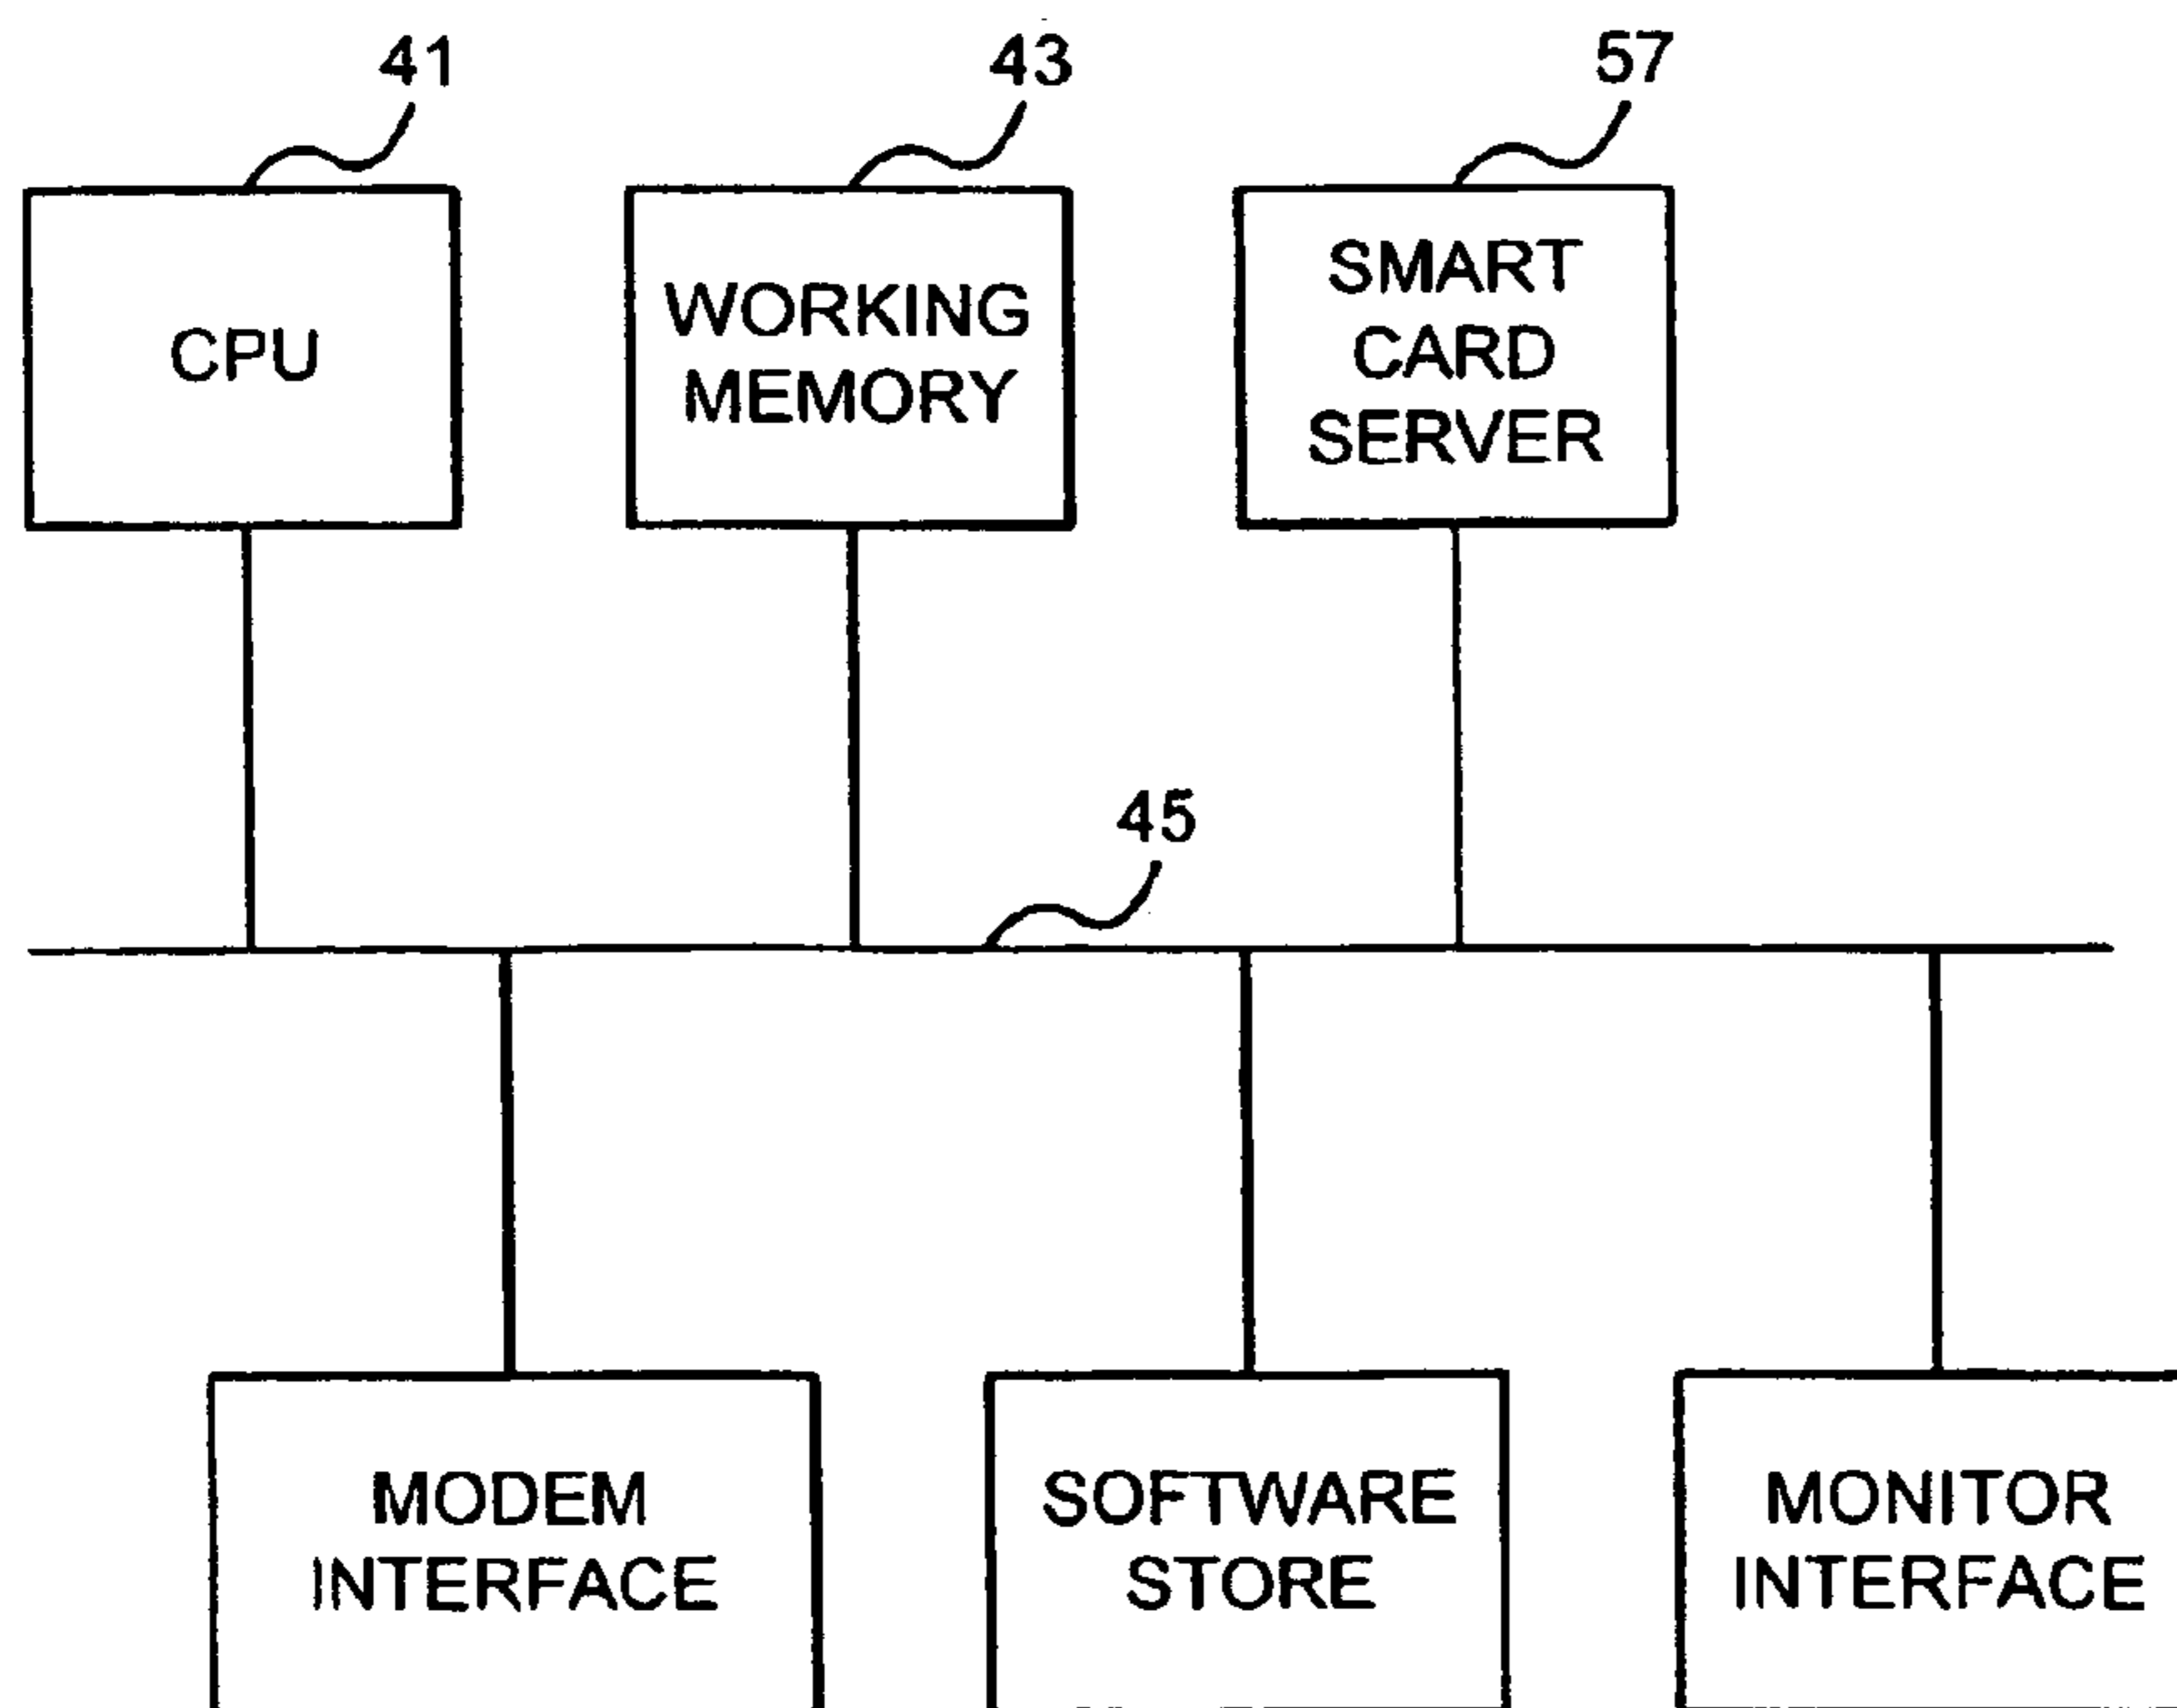 41
43
57
CPU
WORKING
MEMORY
SMART
CARD
SERVER
45
MODEM
INTERFACE
SOFTWARE
STORE
MONITOR
INTERFACE